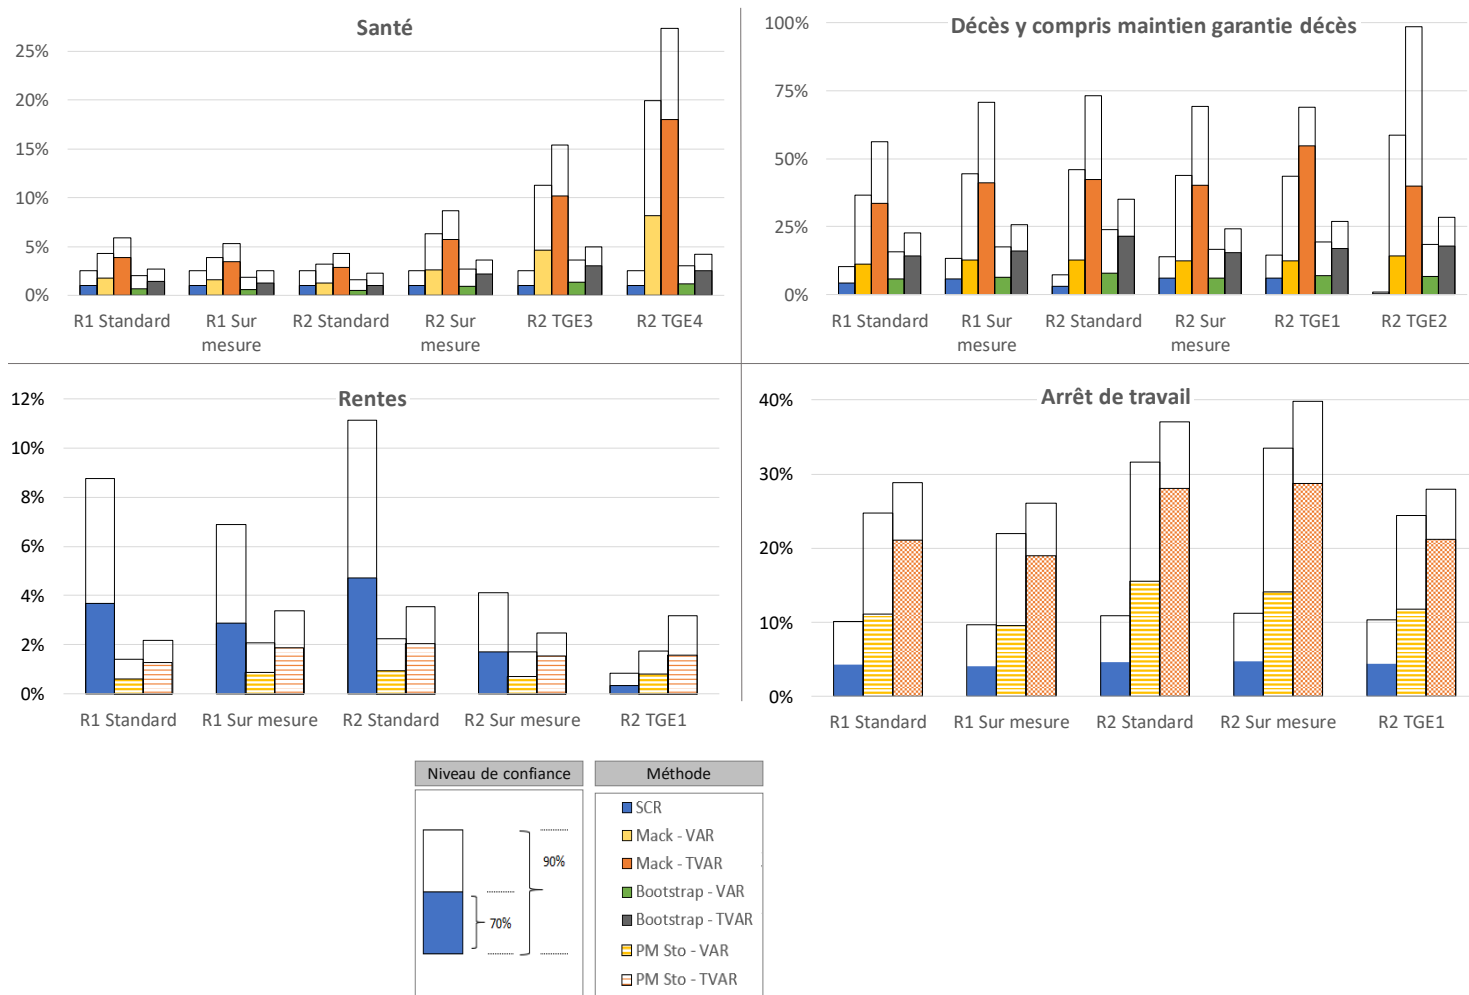 Santé
25%
20%
15%
10%
5%
0%
R1 Standard
R1 Sur mesure
R2 Standard
R2 Sur mesure
R2 TGE3
R2 TGE4
Décès y compris maintien garantie décès
100%
75%
50%
25%
0%
R1 Standard
R1 Sur mesure
R2 Standard
R2 Sur mesure
R2 TGE1
R2 TGE2
Rentes
12%
10%
8%
6%
4%
2%
0%
R1 Standard
R1 Sur mesure
R2 Standard
R2 Sur mesure
R2 TGE1
Arrêt de travail
40%
30%
20%
10%
0%
R1 Standard
R1 Sur mesure
R2 Standard
R2 Sur mesure
R2 TGE1
Niveau de confiance
90%
70%
Méthode
SCR
Mack - VAR
Mack - TVAR
Bootstrap - VAR
Bootstrap - TVAR
PM Sto - VAR
PM Sto - TVAR